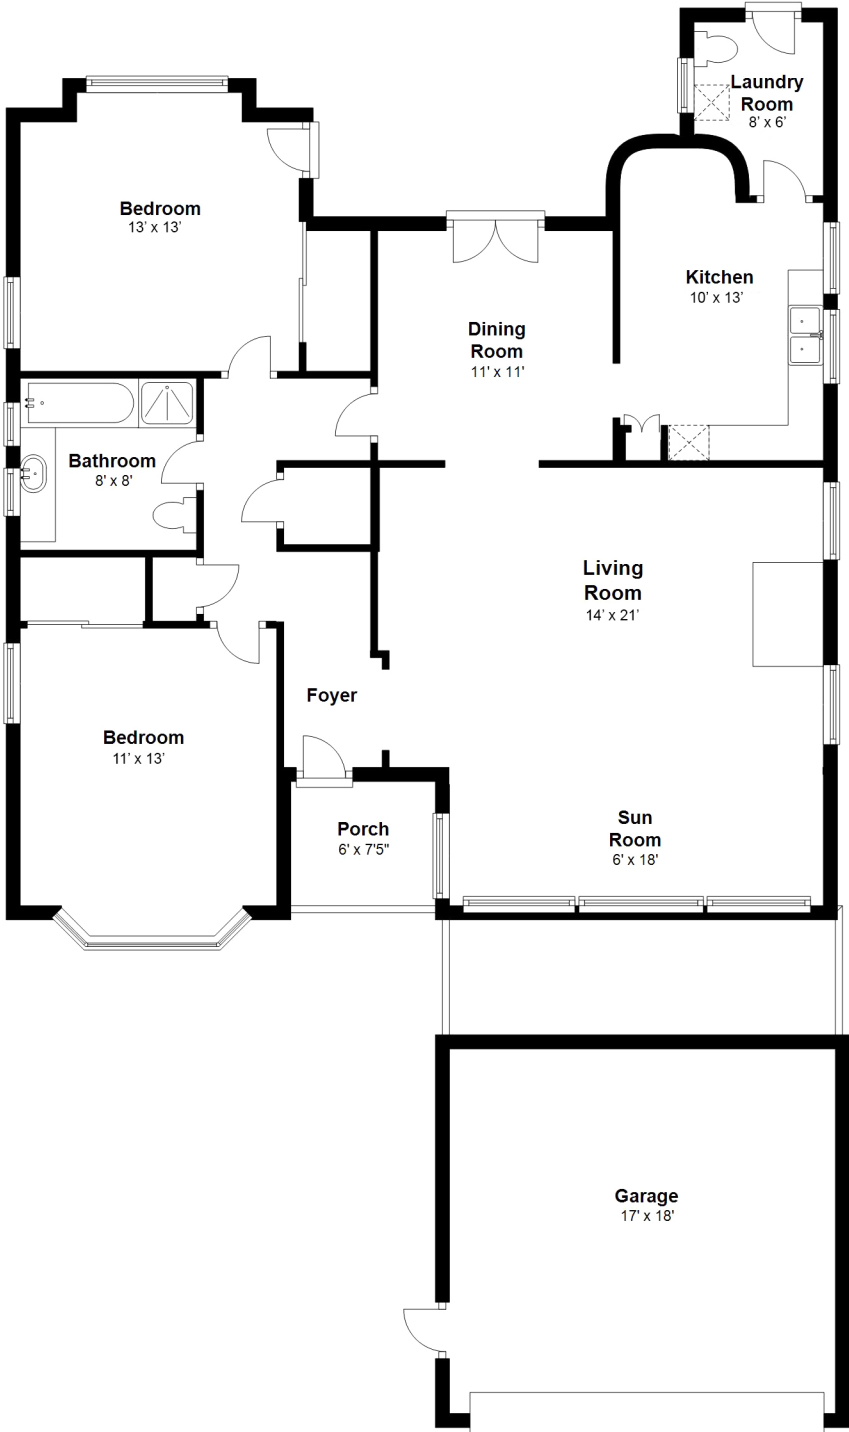 Laundry
Room
8’ x 6’
Bedroom
13’ x 13’
Kitchen
10’ x 13’
Dining
Room
11' x 11'
Bathroom
8’ x 8’
Living
Room
14’ x 21’
Foyer
Bedroom
11’ x 13’
Porch
6' x 7'5"
Sun
Room
6' x 18'
Garage
17' x 18'